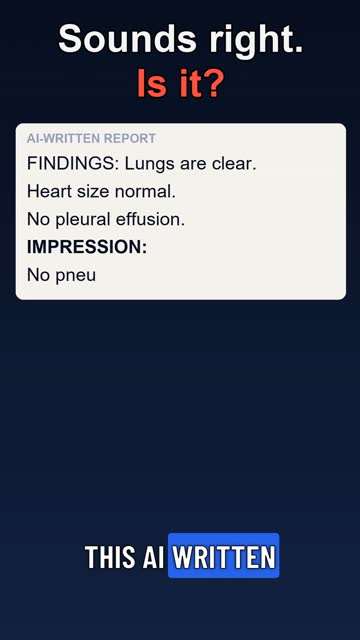 Sounds right.
Is it?
AI-WRITTEN REPORT
FINDINGS: Lungs are clear.
Heart size normal.
No pleural effusion.
IMPRESSION:
No pneu
THIS AI WRITTEN